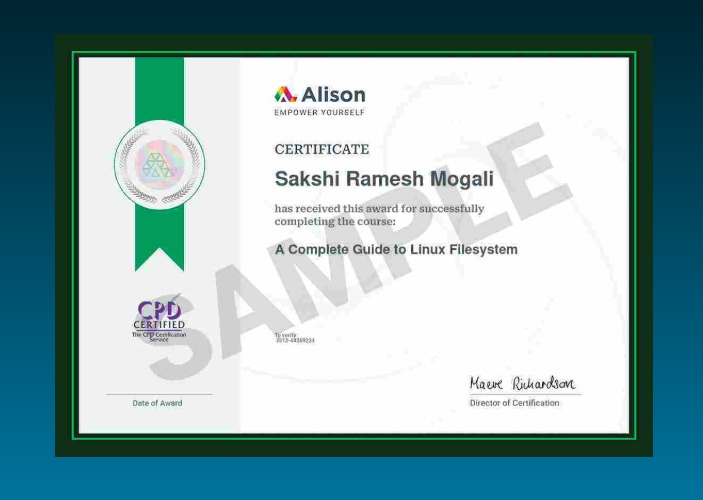 Alison
EMPOWER YOURSELF
CERTIFICATE
Sakshi Ramesh Mogali
has received this award for successfully
completing the course:
A Complete Guide to Linux Filesystem
SAMPLE
CPD
CERTIFIED
The CPD Certification
Service
To verify:
3513-44369234
Date of Award
Maeve Richardson
Director of Certification